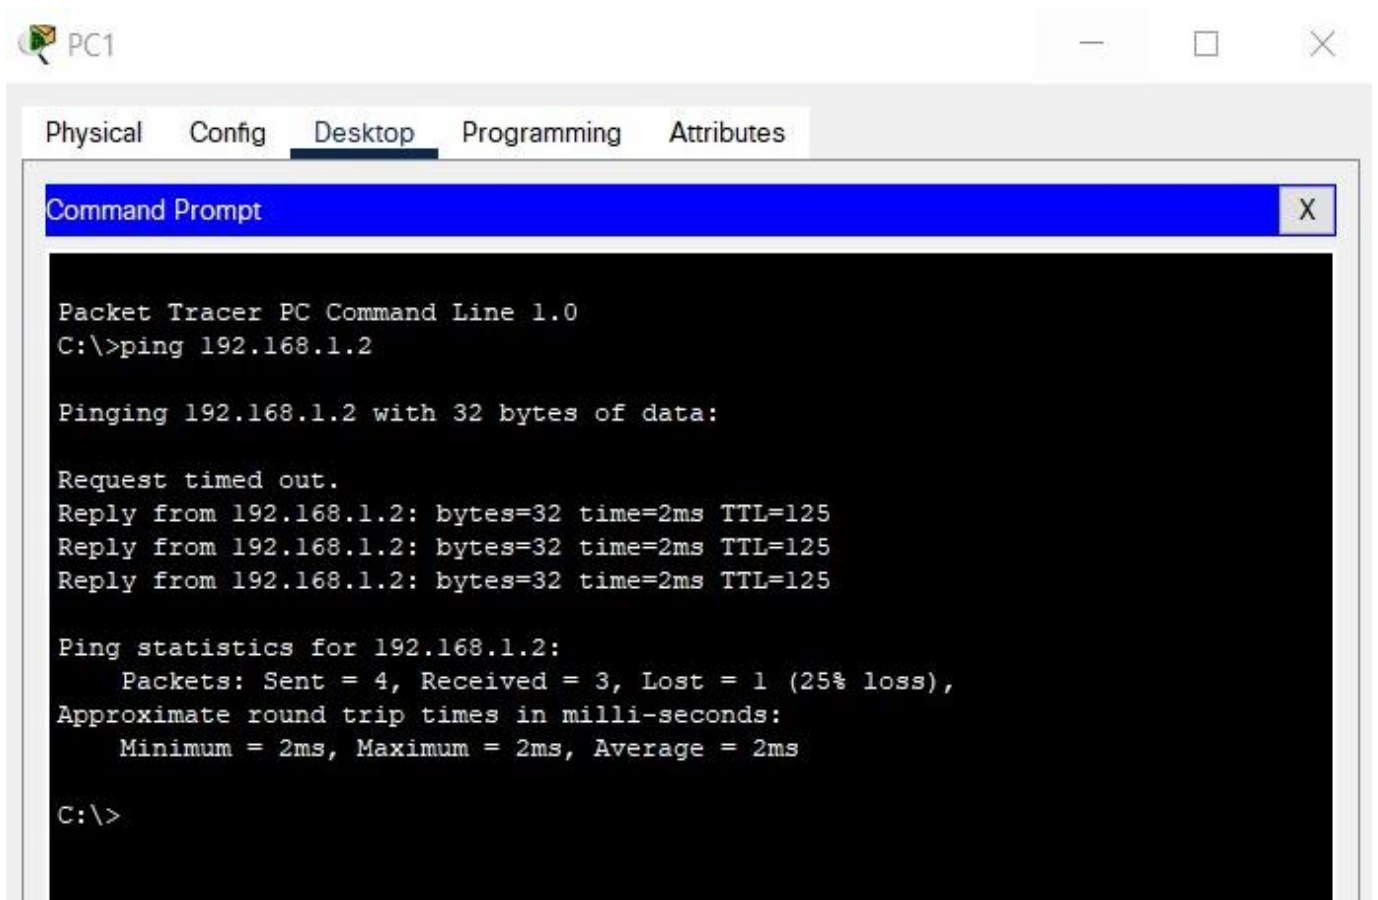 PC1
Physical Config Desktop Programming Attributes
Command Prompt X
Packet Tracer PC Command Line 1.0
C:\>ping 192.168.1.2
Pinging 192.168.1.2 with 32 bytes of data:
Request timed out.
Reply from 192.168.1.2: bytes=32 time=2ms TTL=125
Reply from 192.168.1.2: bytes=32 time=2ms TTL=125
Reply from 192.168.1.2: bytes=32 time=2ms TTL=125
Ping statistics for 192.168.1.2:
Packets: Sent = 4, Received = 3, Lost = 1 (25% loss),
Approximate round trip times in milli-seconds:
Minimum = 2ms, Maximum = 2ms, Average = 2ms
C:\>